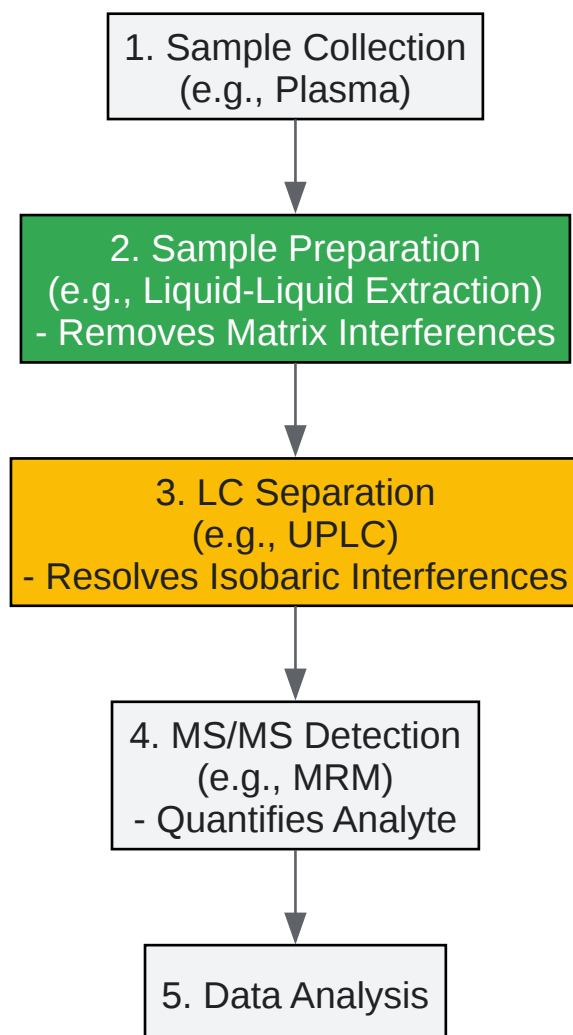 1. Sample Collection
(e.g., Plasma)
2. Sample Preparation
(e.g., Liquid-Liquid Extraction)
- Removes Matrix Interferences
3. LC Separation
(e.g., UPLC)
- Resolves Isobaric Interferences
4. MS/MS Detection
(e.g., MRM)
- Quantifies Analyte
5. Data Analysis